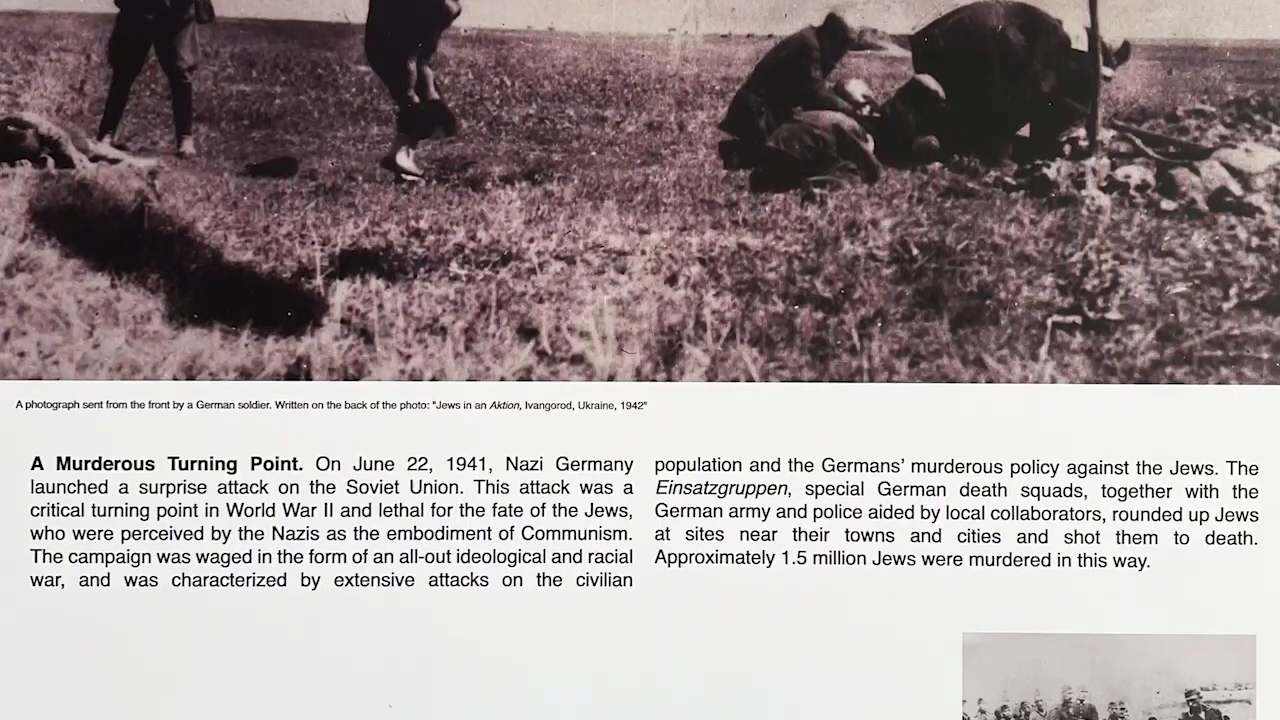 A photograph sent from the front by a German soldier. Written on the back of the photo: "Jews in an Aktion, Ivangorod, Ukraine, 1942"
A Murderous Turning Point. On June 22, 1941, Nazi Germany
launched a surprise attack on the Soviet Union. This attack was a
critical turning point in World War II and lethal for the fate of the Jews,
who were perceived by the Nazis as the embodiment of Communism.
The campaign was waged in the form of an all-out ideological and racial
war, and was characterized by extensive attacks on the civilian
population and the Germans’ murderous policy against the Jews. The
Einsatzgruppen, special German death squads, together with the
German army and police aided by local collaborators, rounded up Jews
at sites near their towns and cities and shot them to death.
Approximately 1.5 million Jews were murdered in this way.